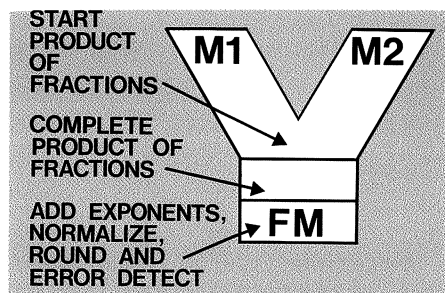 START
PRODUCT
OF
FRACTIONS
M1 M2
COMPLETE
PRODUCT OF
FRACTIONS
ADD EXPONENTS,
NORMALIZE,
ROUND AND
ERROR DETECT
FM